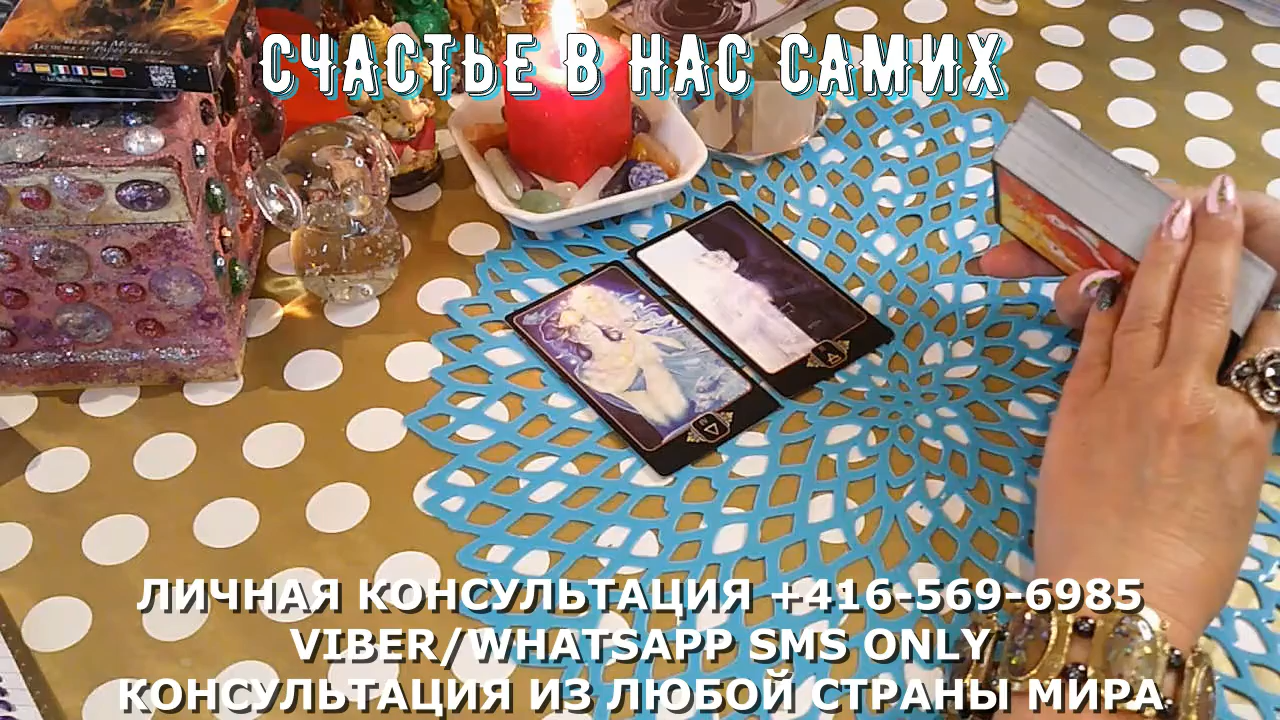 СЧАСТЬЕ В НАС САМИХ
ЛИЧНАЯ КОНСУЛЬТАЦИЯ +416-569-6985
VIBER/WHATSAPP SMS ONLY
КОНСУЛЬТАЦИЯ ИЗ ЛЮБОЙ СТРАНЫ МИРА